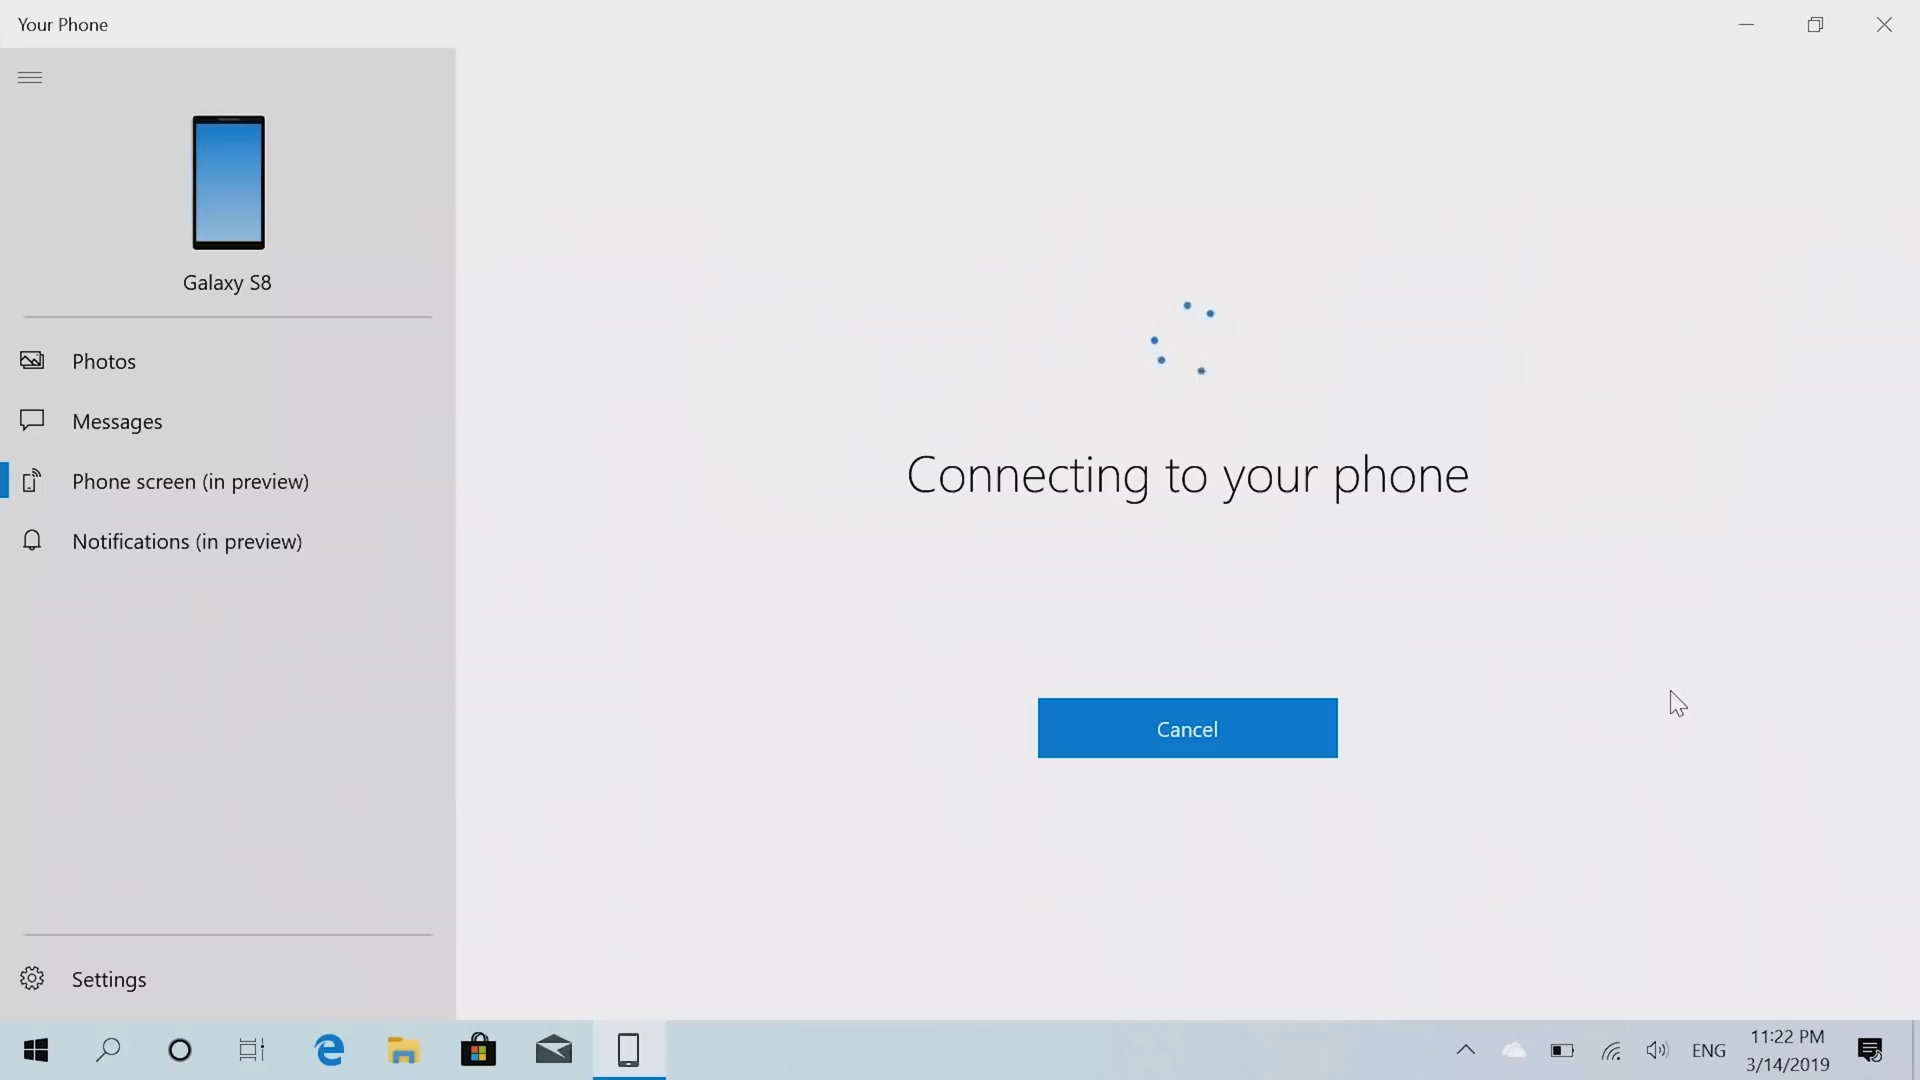 Your Phone
Galaxy S8
Photos
Messages
Phone screen (in preview)
Notifications (in preview)
Settings
Connecting to your phone
Cancel
ENG
11:22 PM
3/14/2019